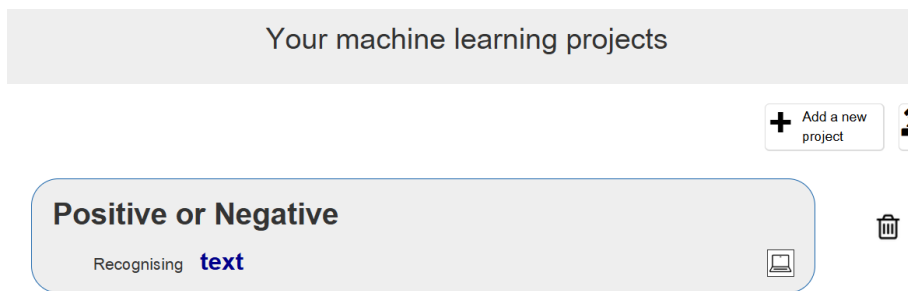 Your machine learning projects
Add a new
project
Positive or Negative
Recognising text